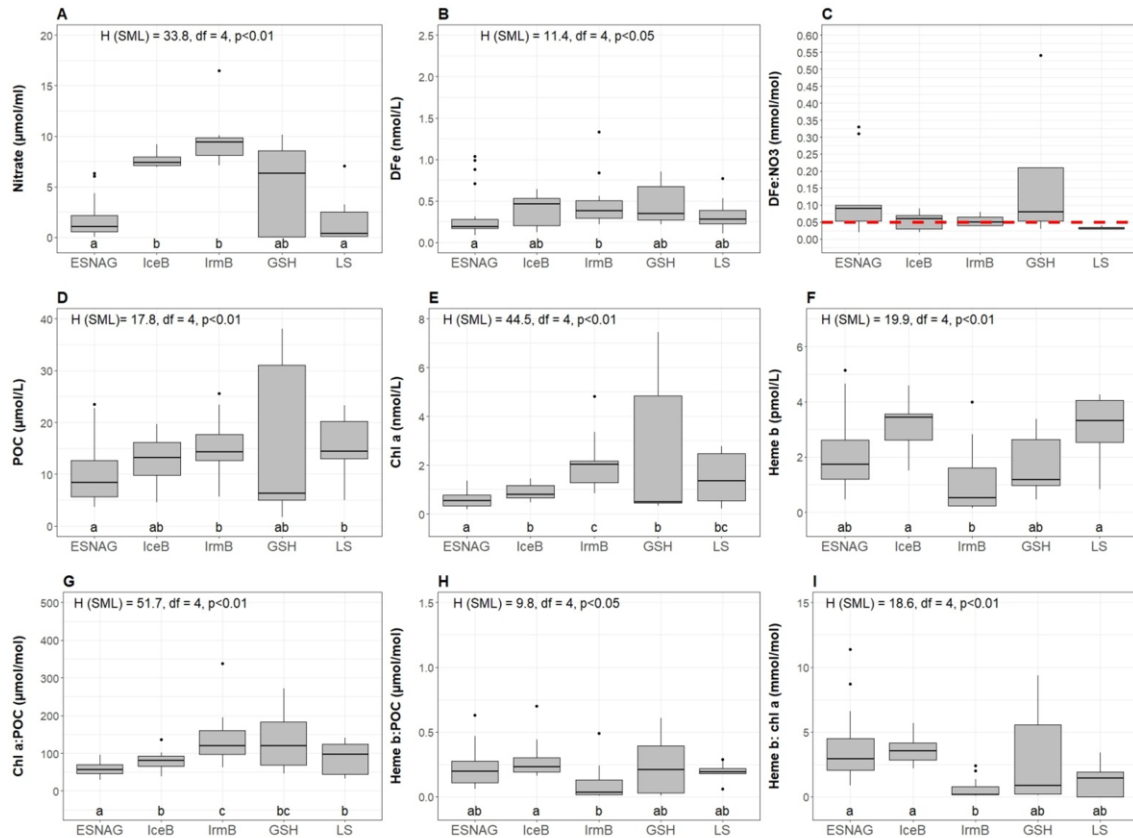 A
H (SML) = 33.8, df = 4, p<0.01
Nitrate (µmol/ml)
20
15
10
5
0
a b b ab a
ESNAG IceB IrmB GSH LS
B
H (SML) = 11.4, df = 4, p<0.05
DFe (nmol/L)
2.5
2.0
1.5
1.0
0.5
0.0
a ab b ab ab
ESNAG IceB IrmB GSH LS
C
DFe:NO3 (mmol/mol)
0.60
0.55
0.50
0.45
0.40
0.35
0.30
0.25
0.20
0.15
0.10
0.05
0.00
ESNAG IceB IrmB GSH LS
D
H (SML)= 17.8, df = 4, p<0.01
POC (µmol/L)
40
30
20
10
0
a ab b ab b
ESNAG IceB IrmB GSH LS
E
H (SML) = 44.5, df = 4, p<0.01
Chl a (nmol/L)
8
6
4
2
0
a b c b bc
ESNAG IceB IrmB GSH LS
F
H (SML) = 19.9, df = 4, p<0.01
Heme b (pmol/L)
6
4
2
0
ab a b ab a
ESNAG IceB IrmB GSH LS
G
H (SML) = 51.7, df = 4, p<0.01
Chl a:POC (µmol/mol)
500
400
300
200
100
0
a b c bc b
ESNAG IceB IrmB GSH LS
H
H (SML) = 9.8, df = 4, p<0.05
Heme b:POC (µmol/mol)
1.5
1.0
0.5
0.0
ab a b ab ab
ESNAG IceB IrmB GSH LS
I
H (SML) = 18.6, df = 4, p<0.01
Heme b: chl a (mmol/mol)
15
10
5
0
a a b ab ab
ESNAG IceB IrmB GSH LS